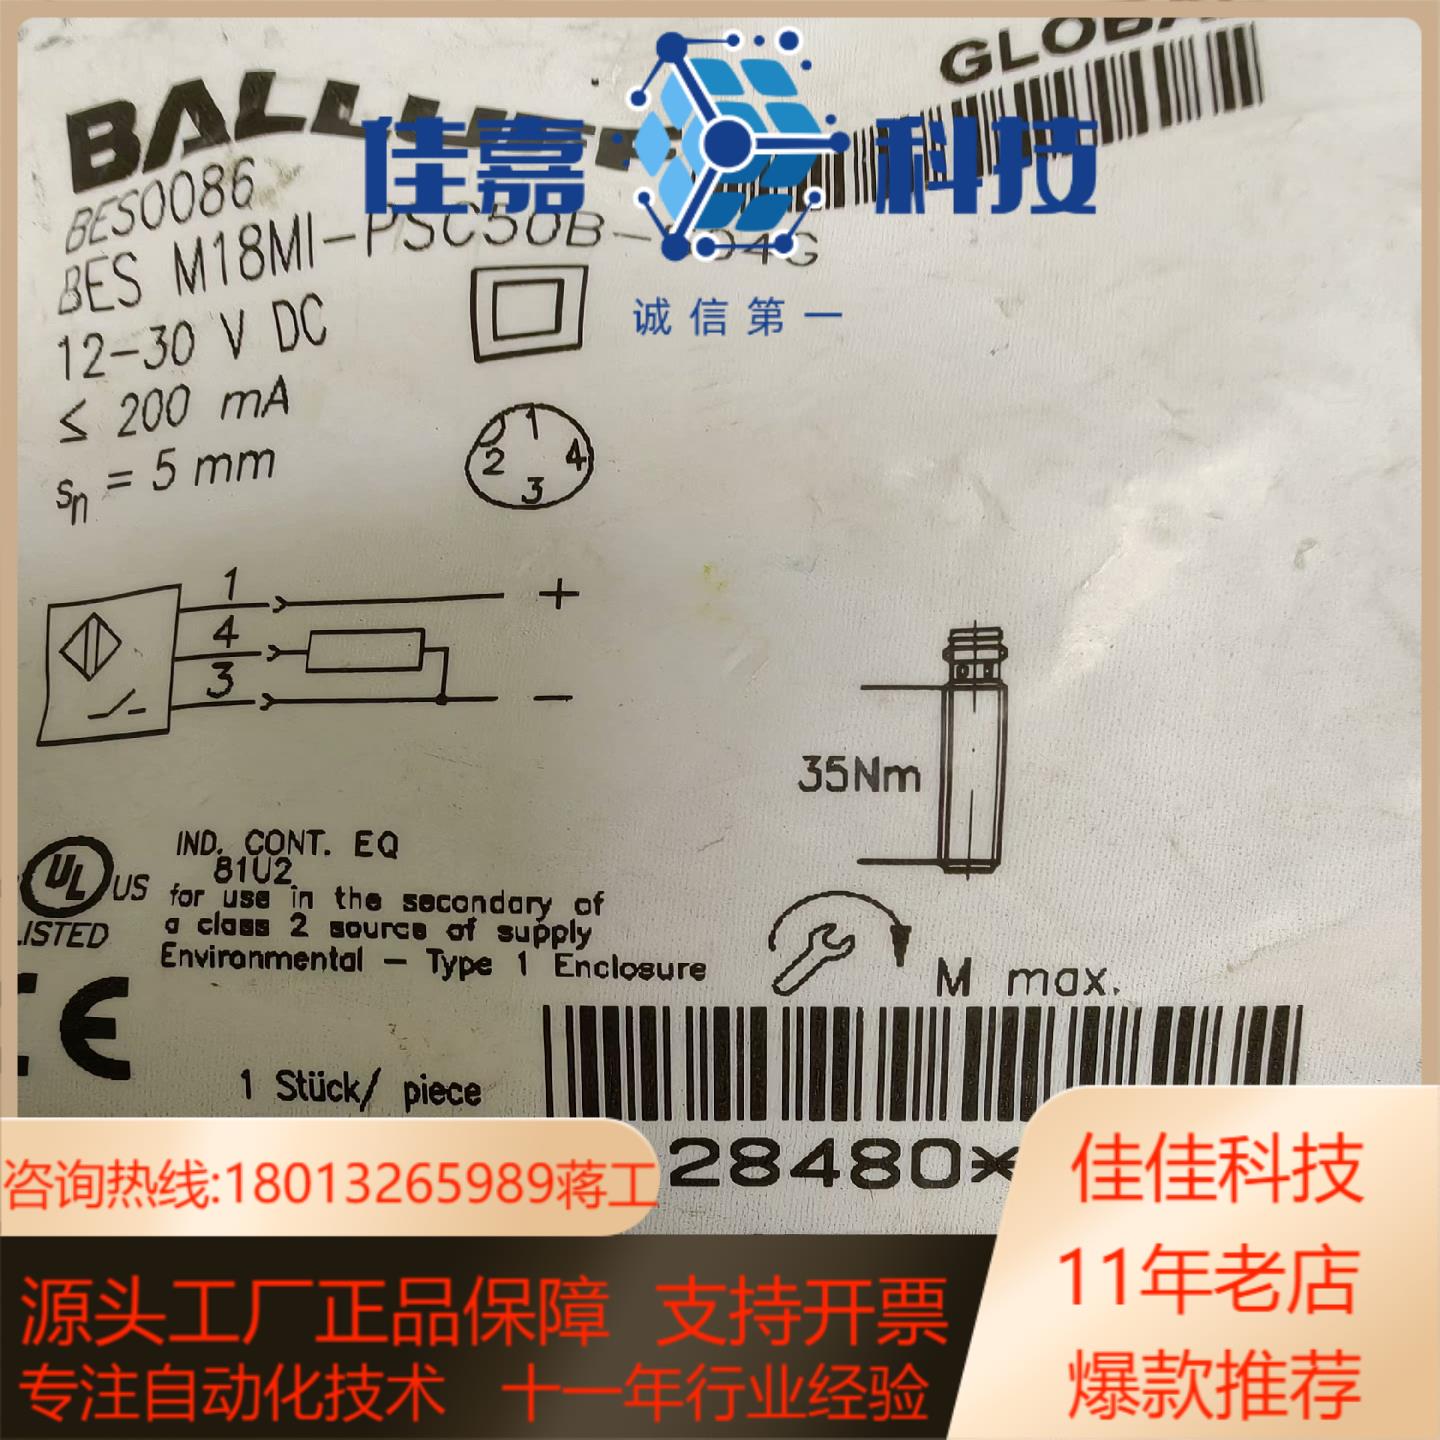 BALLUFF
GLOBA
佳嘉科技
诚信第一
BES0086
BES M18MI-PSC50B-S04G
12-30 V DC
≤ 200 mA
sn = 5 mm
1
2 4
3
1 +
4
3 -
35Nm
M max.
UL US
LISTED
IND. CONT. EQ
81U2
for use in the secondary of
a class 2 source of supply
Environmental - Type 1 Enclosure
CE
1 Stück/ piece
28480*
咨询热线:18013265989蒋工
源头工厂正品保障 支持开票
专注自动化技术 十一年行业经验
佳佳科技
11年老店
爆款推荐